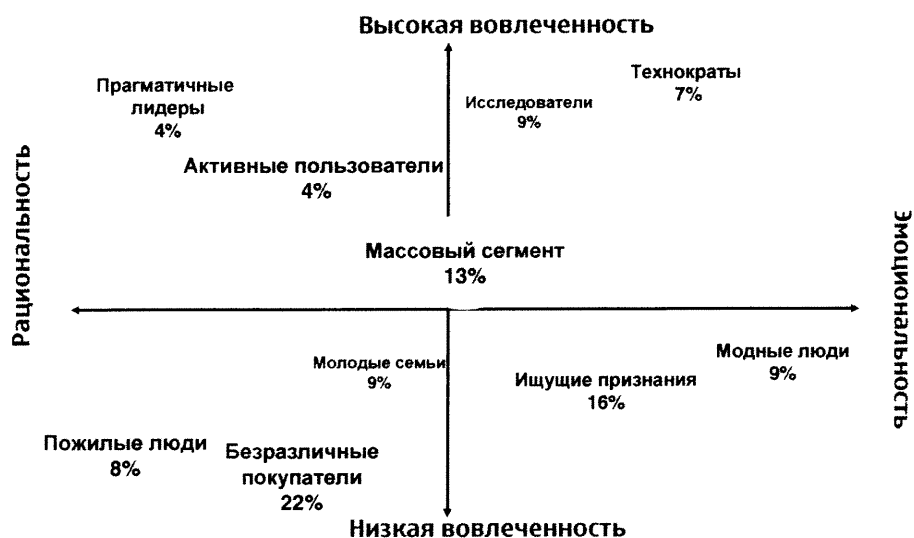 Высокая вовлеченность
Технократы
7%
Прагматичные
лидеры
4%
Исследователи
9%
Активные пользователи
4%
Рациональность
Эмоциональность
Массовый сегмент
13%
Молодые семьи
9%
Модные люди
9%
Ищущие признания
16%
Пожилые люди
8%
Безразличные
покупатели
22%
Низкая вовлеченность